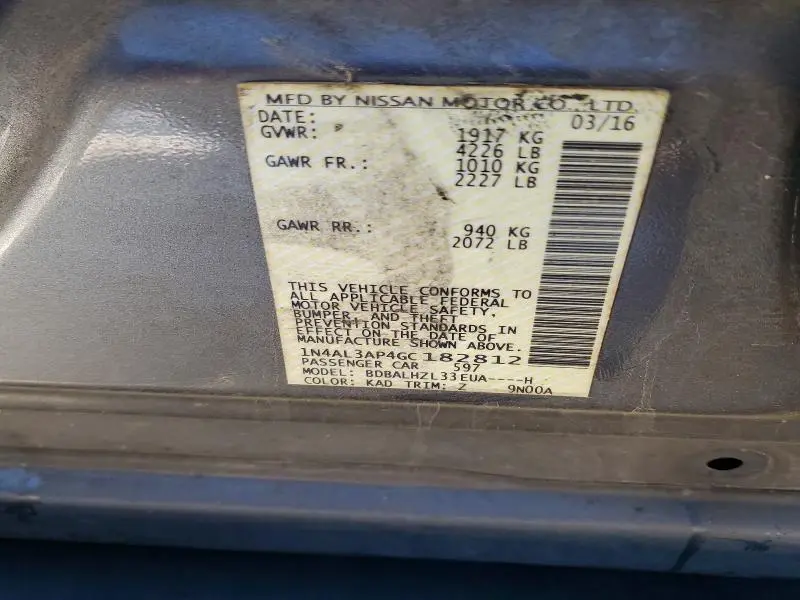 MFD BY NISSAN MOTOR CO., LTD.
DATE: 03/16
GVWR: 1917 KG
4226 LB
GAWR FR.: 1010 KG
2227 LB
GAWR RR.: 940 KG
2072 LB
THIS VEHICLE CONFORMS TO
ALL APPLICABLE FEDERAL
MOTOR VEHICLE SAFETY,
BUMPER, AND THEFT
PREVENTION STANDARDS IN
EFFECT ON THE DATE OF
MANUFACTURE SHOWN ABOVE.
1N4AL3AP4GC182812
PASSENGER CAR 597
MODEL: BDBALHZL33EUA----H
COLOR: KAD TRIM: Z 9N00A